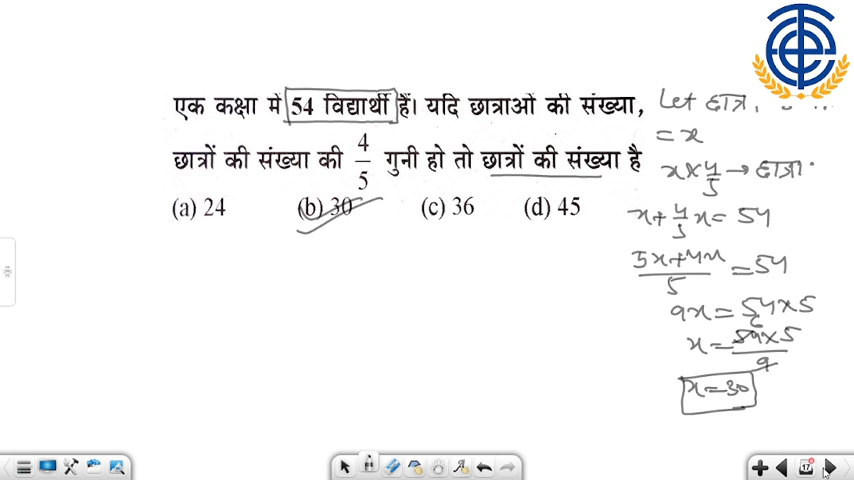 एक कक्षा में 54 विद्यार्थी हैं। यदि छात्राओं की संख्या,
छात्रों की संख्या की 4/5 गुनी हो तो छात्रों की संख्या है
(a) 24 (b) 30 (c) 36 (d) 45
Let छात्र
= x
x × 4/5 → छात्रा
x + 4/5 x = 54
5x + 4x / 5 = 54
9x = 54 × 5
x = 54 × 5 / 9
x = 30
17